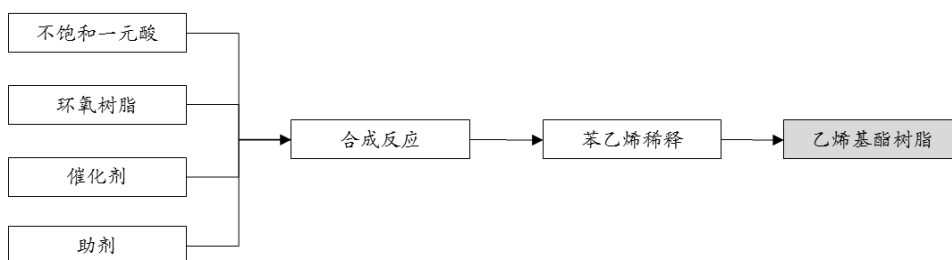 不饱和一元酸
环氧树脂
催化剂
助剂
合成反应
苯乙烯稀释
乙烯基酯树脂